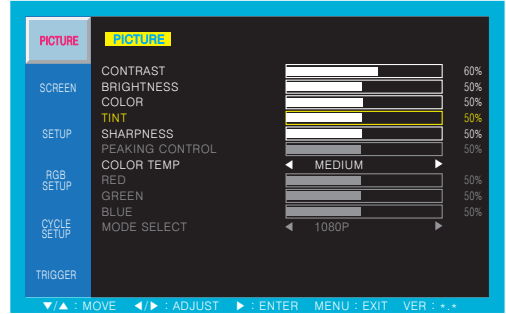 PICTURE
SCREEN
SETUP
RGB
SETUP
CYCLE
SETUP
TRIGGER
PICTURE
CONTRAST 60%
BRIGHTNESS 50%
COLOR 50%
TINT 50%
SHARPNESS 50%
PEAKING CONTROL 50%
COLOR TEMP ◀ MEDIUM ▶
RED 50%
GREEN 50%
BLUE 50%
MODE SELECT ◀ 1080P ▶
▼/▲ : MOVE ◀/▶ : ADJUST ▶ : ENTER MENU : EXIT VER : *.*